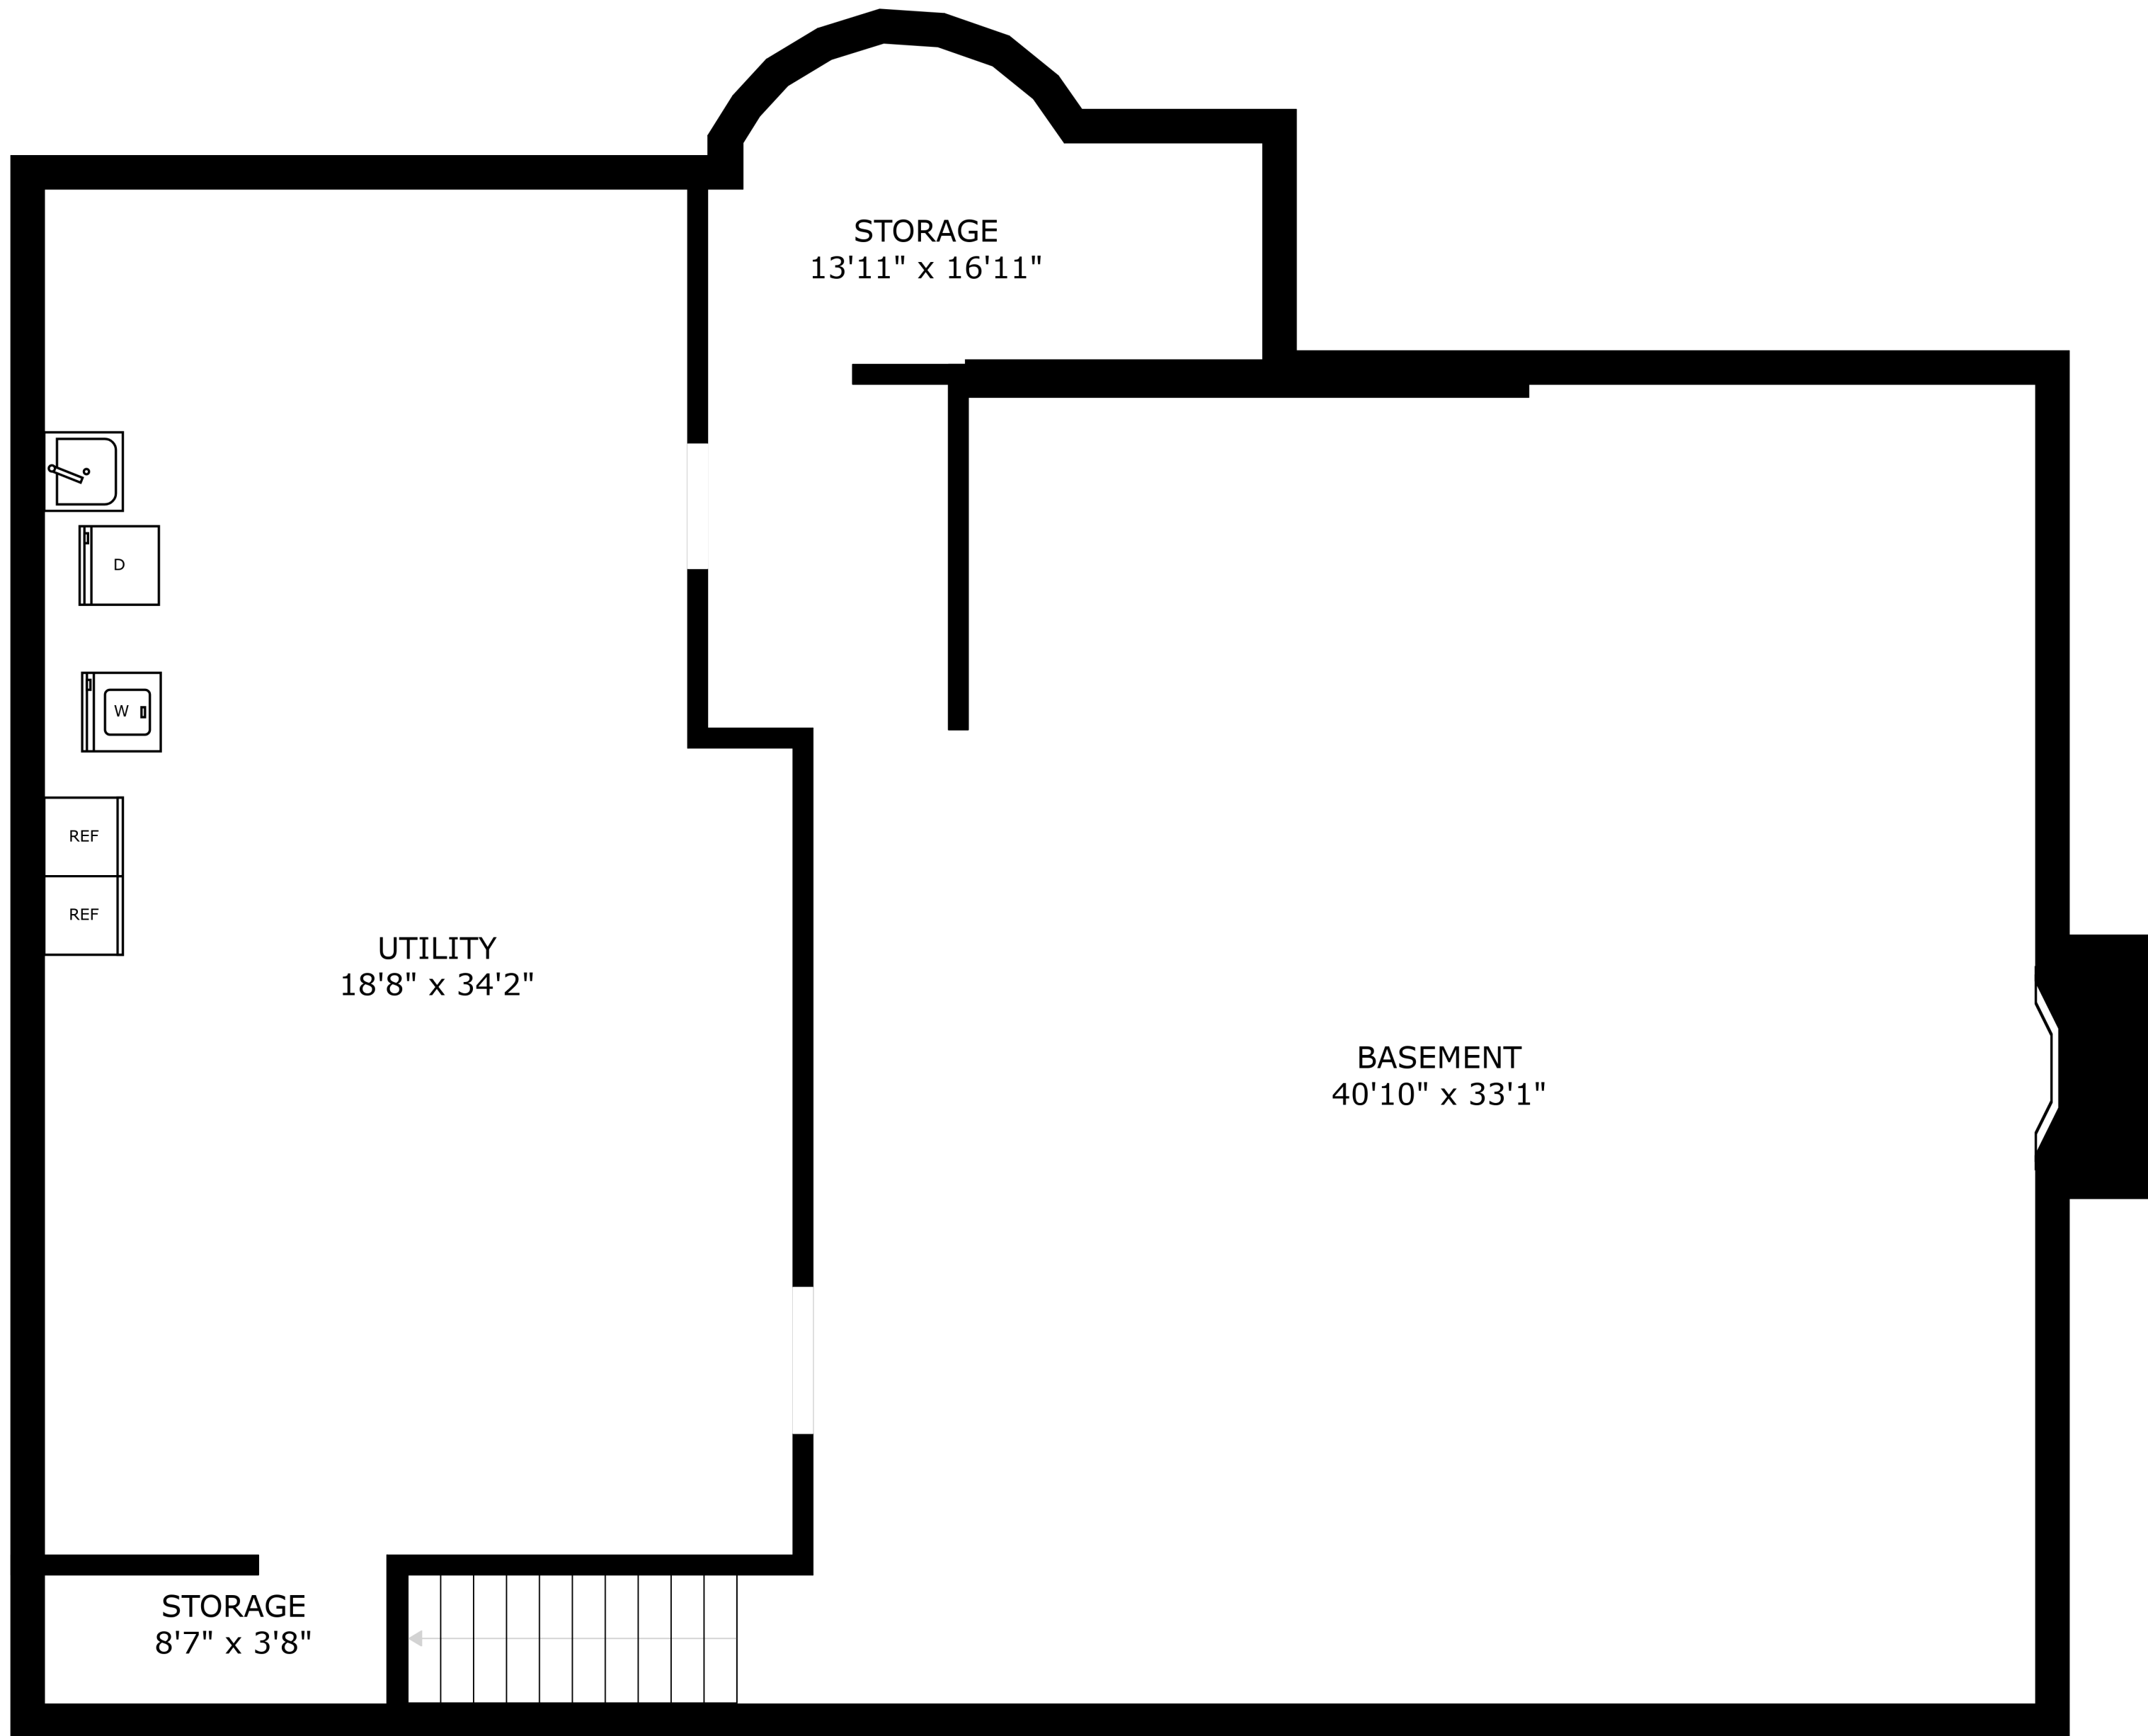 STORAGE
13'11" x 16'11"
D
W
REF
REF
UTILITY
18'8" x 34'2"
BASEMENT
40'10" x 33'1"
STORAGE
8'7" x 3'8"